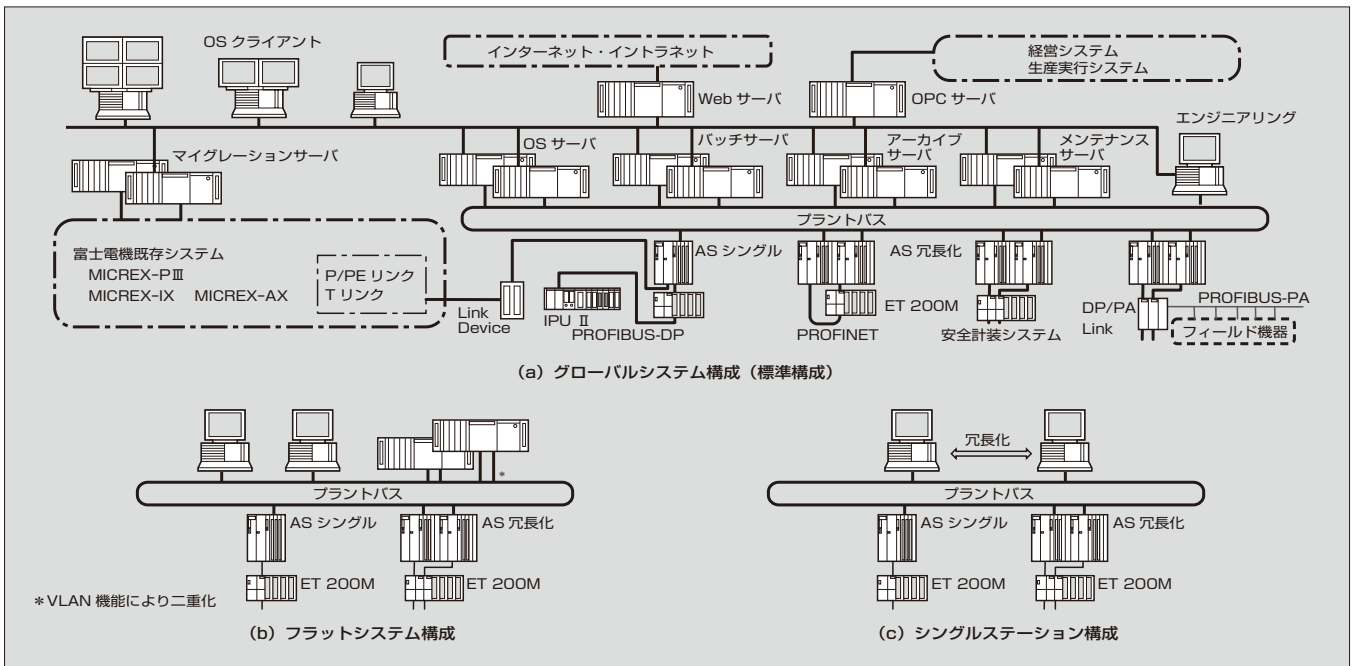 OS クライアント
インターネット・イントラネット
経営システム
生産実行システム
Web サーバ
OPC サーバ
エンジニアリング
マイグレーションサーバ
OS サーバ
バッチサーバ
アーカイブ
サーバ
メンテナンス
サーバ
プラントバス
富士電機既存システム
MICREX-PⅢ
MICREX-IX MICREX-AX
P/PE リンク
T リンク
Link
Device
IPU Ⅱ
PROFIBUS-DP
AS シングル
AS 冗長化
ET 200M
PROFINET
安全計装システム
DP/PA
Link
PROFIBUS-PA
フィールド機器
(a) グローバルシステム構成（標準構成）
*
プラントバス
AS シングル
AS 冗長化
ET 200M
ET 200M
*VLAN 機能により二重化
(b) フラットシステム構成
冗長化
プラントバス
AS シングル
AS 冗長化
ET 200M
ET 200M
(c) シングルステーション構成